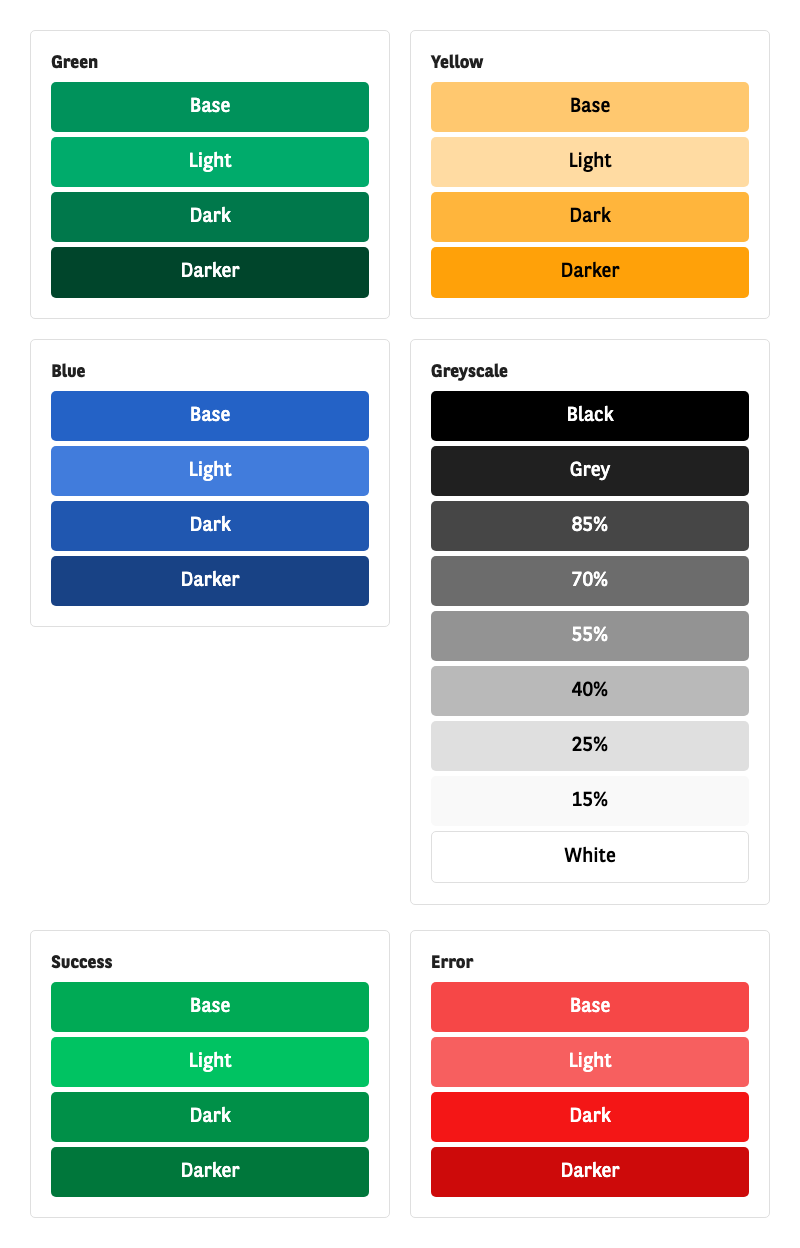 Green
Base
Light
Dark
Darker
Yellow
Base
Light
Dark
Darker
Blue
Base
Light
Dark
Darker
Greyscale
Black
Grey
85%
70%
55%
40%
25%
15%
White
Success
Base
Light
Dark
Darker
Error
Base
Light
Dark
Darker